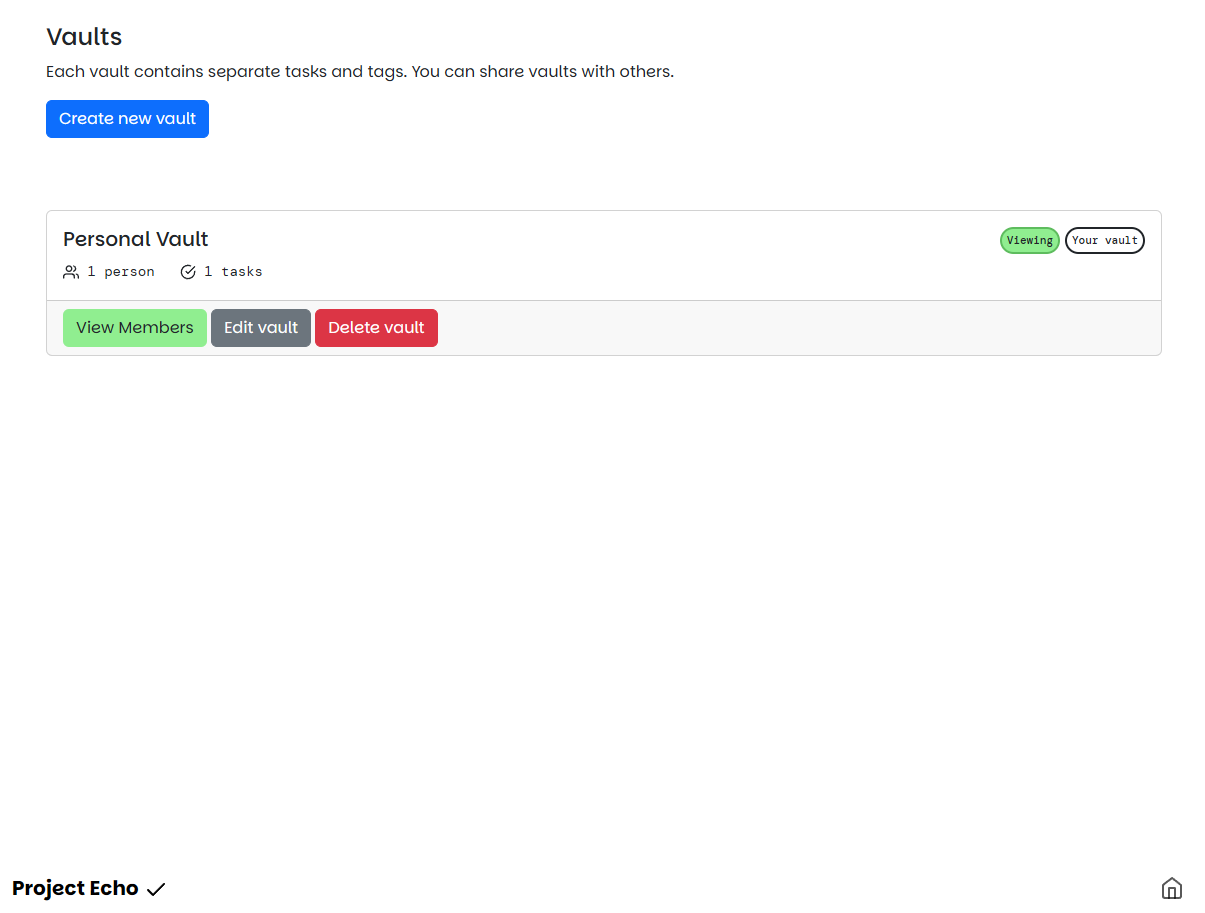 Vaults
Each vault contains separate tasks and tags. You can share vaults with others.
Create new vault
Personal Vault
Viewing
Your vault
1 person
1 tasks
View Members
Edit vault
Delete vault
Project Echo